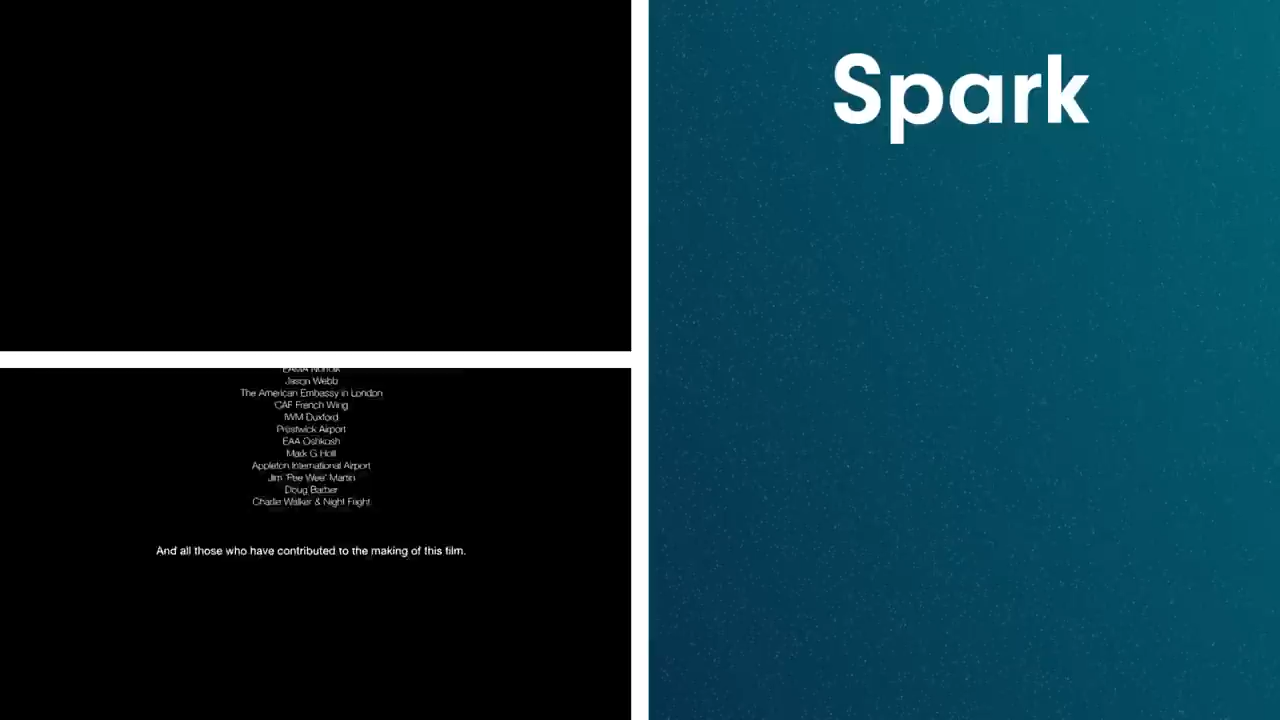 Jason Webb
The American Embassy in London
CAF French Wing
IWM Duxford
Prestwick Airport
EAA Oshkosh
Mark G Holl
Appleton International Airport
Jim 'Pee Wee' Martin
Doug Barber
Charlie Walker & Night Fright
And all those who have contributed to the making of this film.
Spark